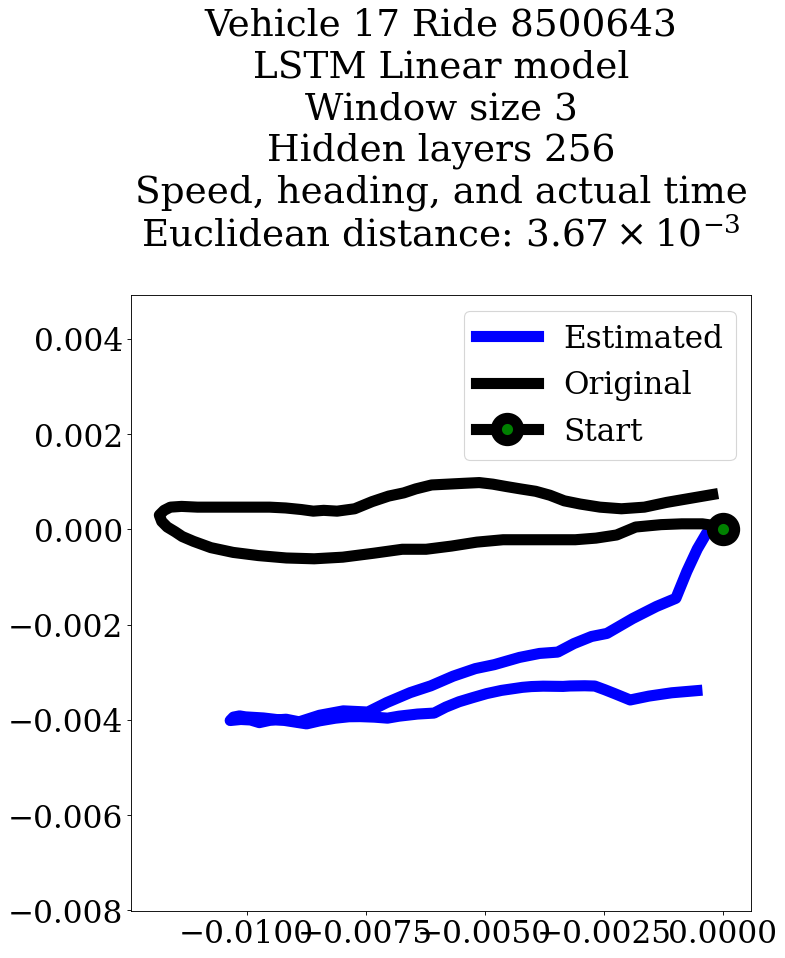 Vehicle 17 Ride 8500643
LSTM Linear model
Window size 3
Hidden layers 256
Speed, heading, and actual time
Euclidean distance: 3.67 × 10⁻³
Estimated
Original
Start
0.004
0.002
0.000
−0.002
−0.004
−0.006
−0.008
−0.0100 −0.0075 −0.0050 −0.0025 0.0000